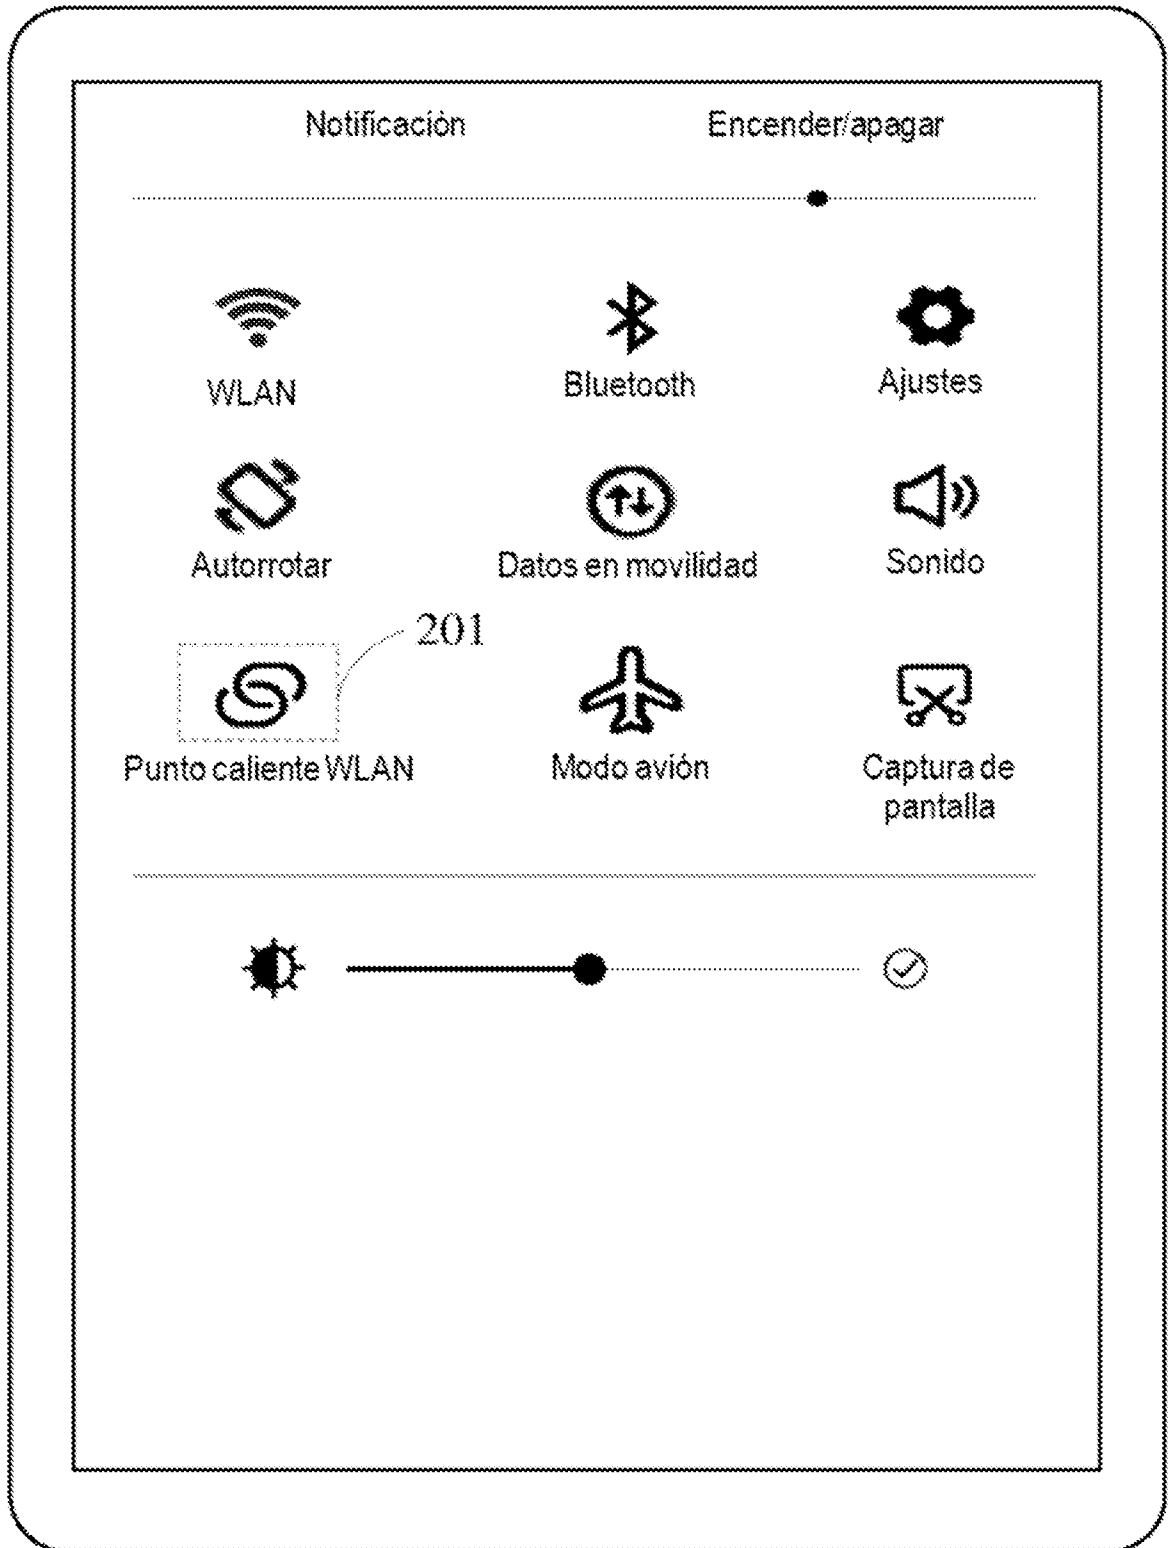 Notificación
Encender/apagar
WLAN
Bluetooth
Ajustes
Autorrotar
Datos en movilidad
Sonido
201
Punto caliente WLAN
Modo avión
Captura de
pantalla